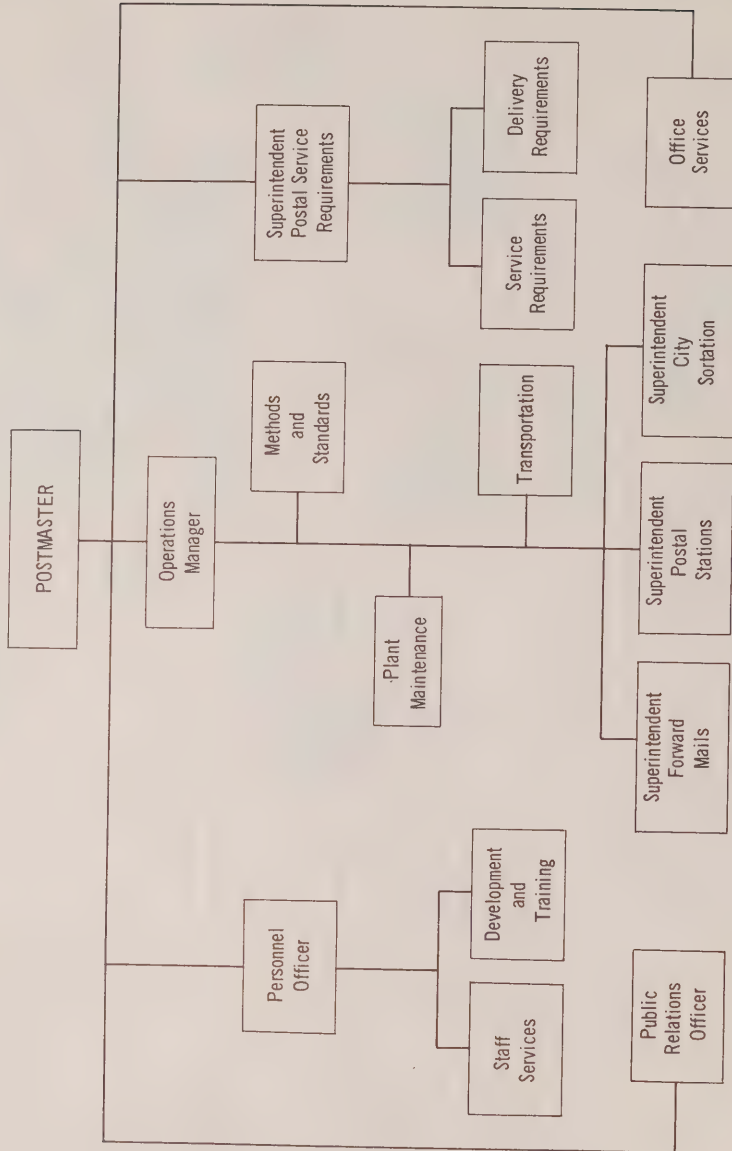 POSTMASTER
Operations
Manager
Personnel
Officer
Superintendent
Postal Service
Requirements
Methods
and
Standards
Plant
Maintenance
Transportation
Staff
Services
Development
and
Training
Service
Requirements
Delivery
Requirements
Public
Relations
Officer
Superintendent
Forward
Mails
Superintendent
Postal
Stations
Superintendent
City
Sortation
Office
Services